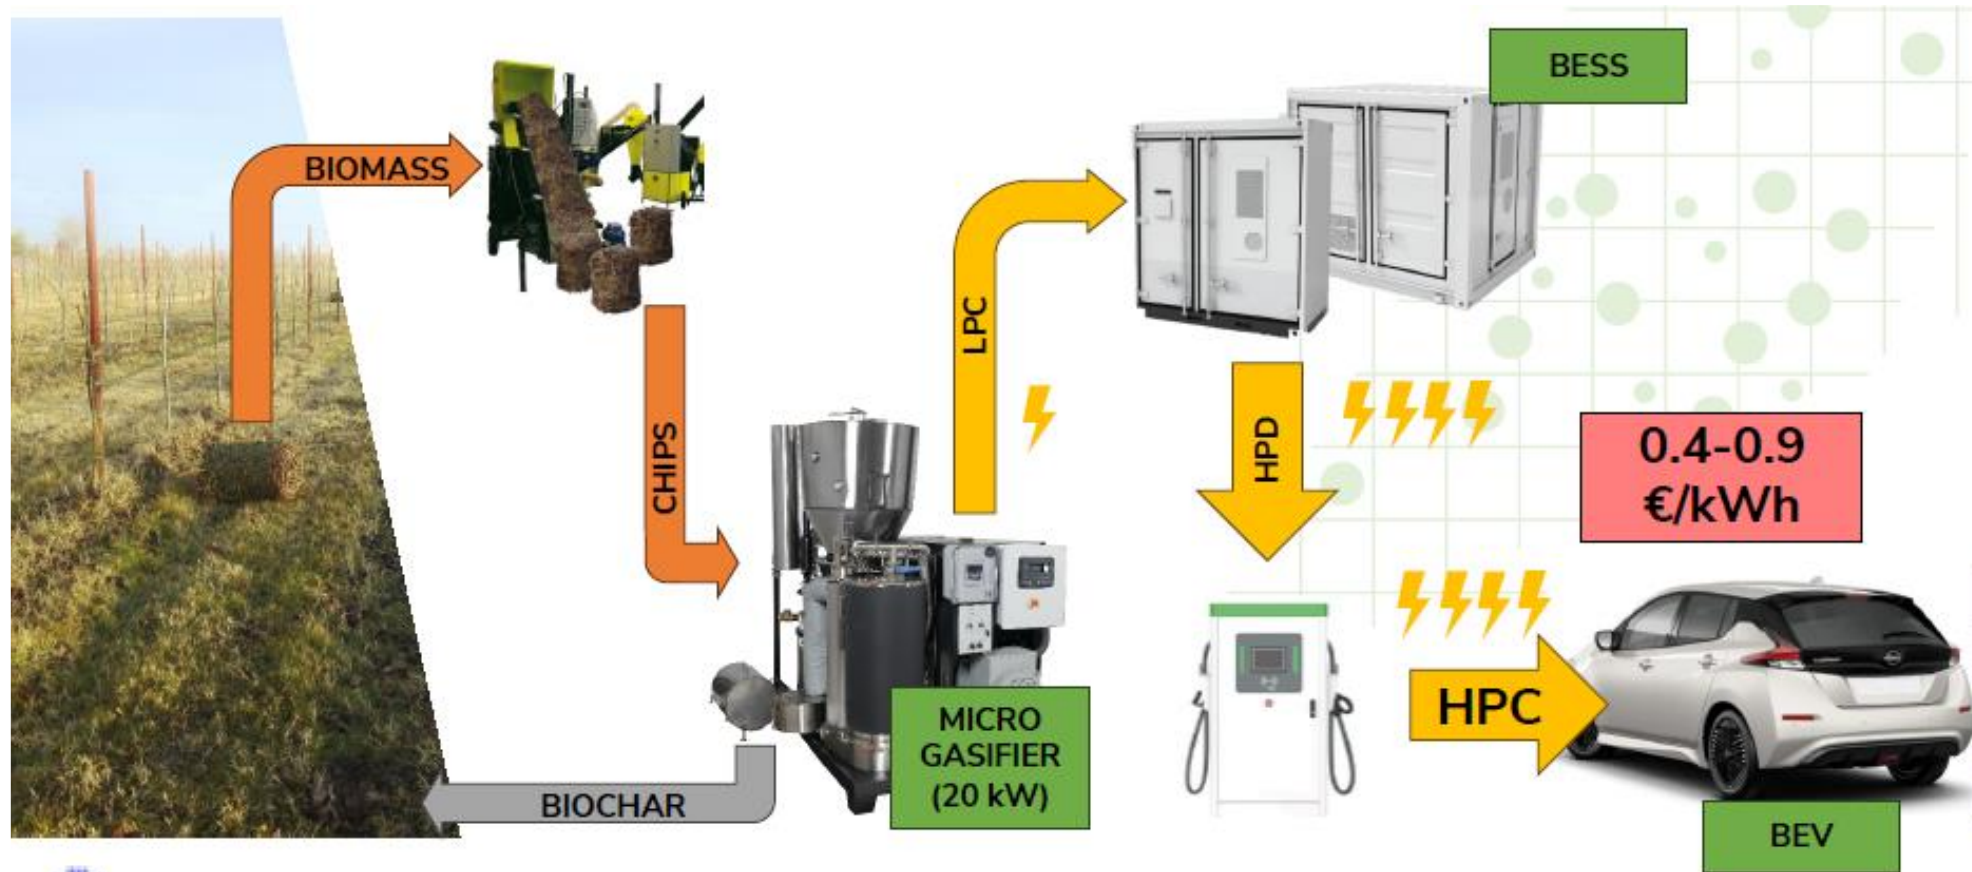 BIOMASS
CHIPS
BIOCHAR
MICRO
GASIFIER
(20 kW)
LPC
BESS
HPD
0.4-0.9
€/kWh
HPC
BEV